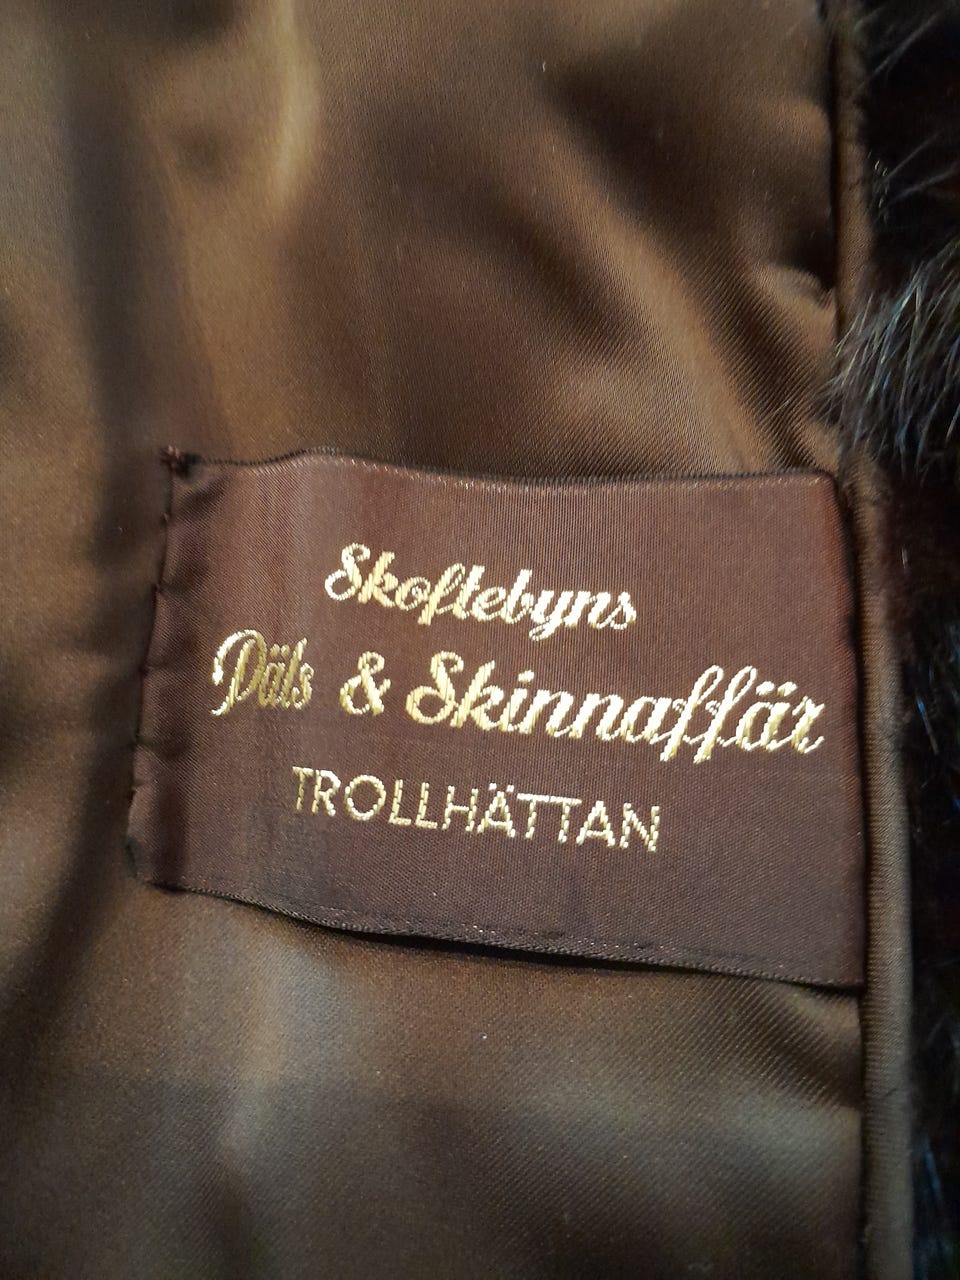 Skoftebyns
Päls & Skinnaffär
TROLLHÄTTAN